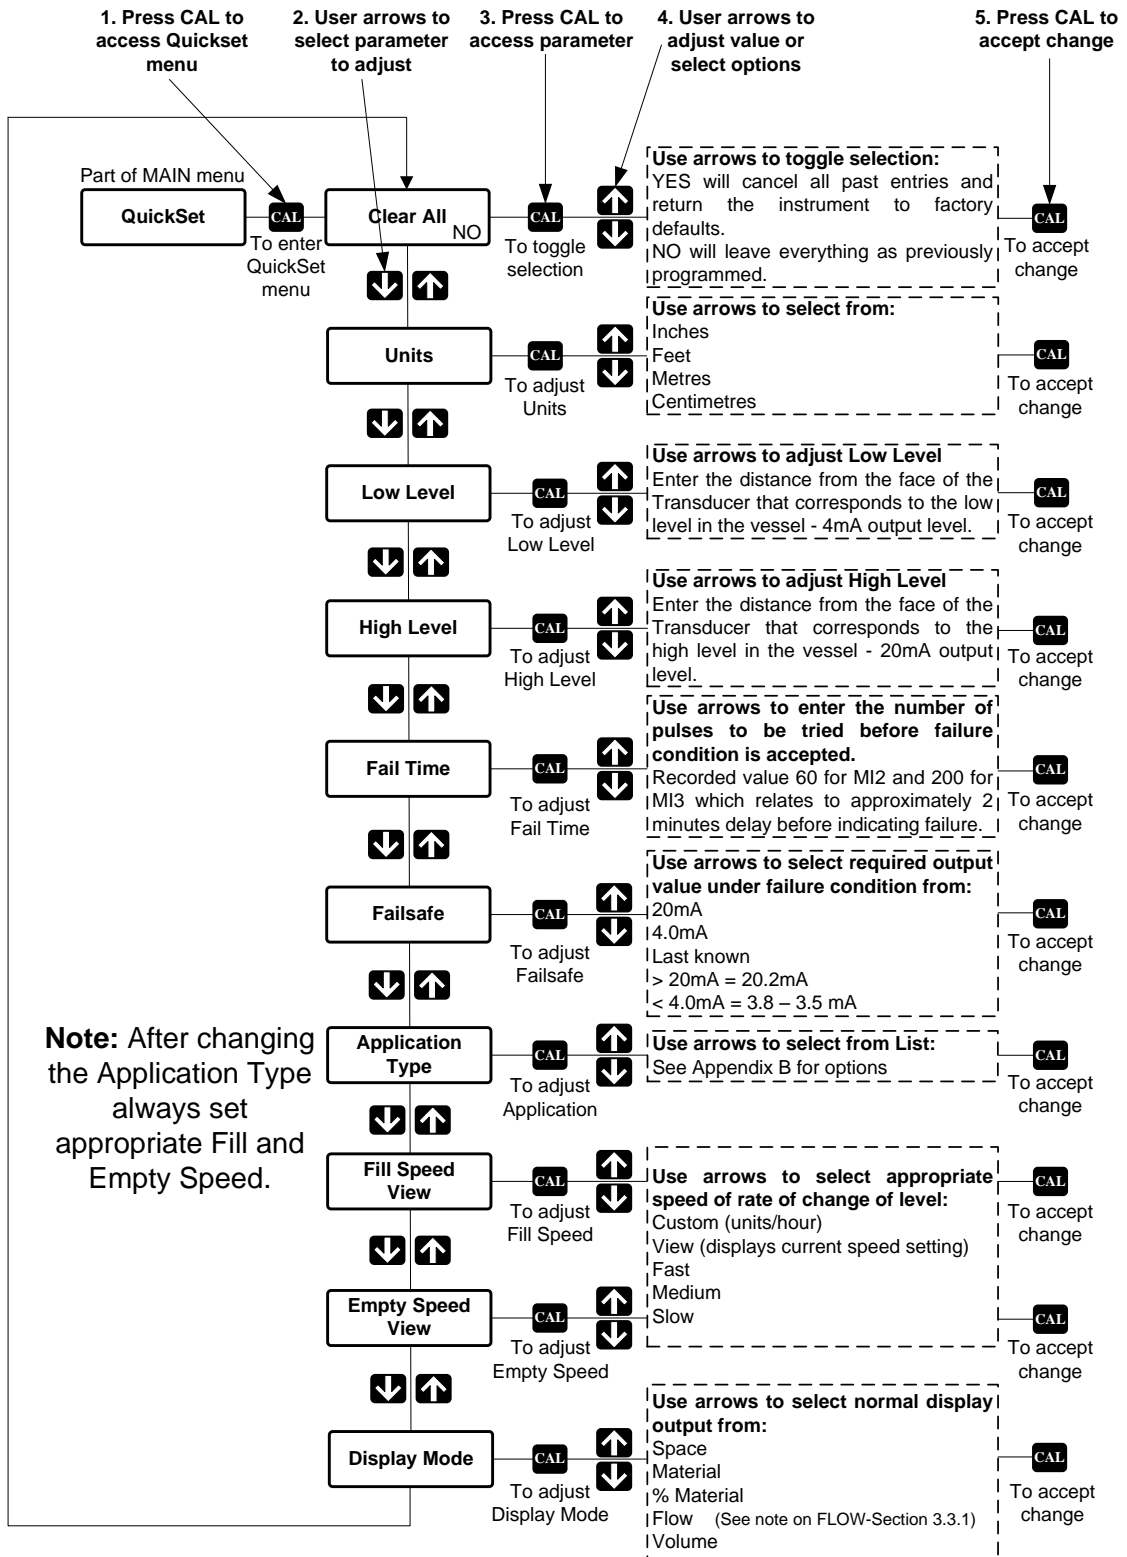 1. Press CAL to
access Quickset
menu
2. User arrows to
select parameter
to adjust
3. Press CAL to
access parameter
4. User arrows to
adjust value or
select options
5. Press CAL to
accept change
Part of MAIN menu
QuickSet
CAL
To enter
QuickSet
menu
Clear All
NO
CAL
To toggle
selection
Use arrows to toggle selection:
YES will cancel all past entries and
return the instrument to factory
defaults.
NO will leave everything as previously
programmed.
CAL
To accept
change
Units
CAL
To adjust
Units
Use arrows to select from:
Inches
Feet
Metres
Centimetres
CAL
To accept
change
Low Level
CAL
To adjust
Low Level
Use arrows to adjust Low Level
Enter the distance from the face of the
Transducer that corresponds to the low
level in the vessel - 4mA output level.
CAL
To accept
change
High Level
CAL
To adjust
High Level
Use arrows to adjust High Level
Enter the distance from the face of the
Transducer that corresponds to the
high level in the vessel - 20mA output
level.
CAL
To accept
change
Fail Time
CAL
To adjust
Fail Time
Use arrows to enter the number of
pulses to be tried before failure
condition is accepted.
Recorded value 60 for MI2 and 200 for
MI3 which relates to approximately 2
minutes delay before indicating failure.
CAL
To accept
change
Failsafe
CAL
To adjust
Failsafe
Use arrows to select required output
value under failure condition from:
20mA
4.0mA
Last known
> 20mA = 20.2mA
< 4.0mA = 3.8 – 3.5 mA
CAL
To accept
change
Note: After changing
the Application Type
always set
appropriate Fill and
Empty Speed.
Application
Type
CAL
To adjust
Application
Use arrows to select from List:
See Appendix B for options
CAL
To accept
change
Fill Speed
View
CAL
To adjust
Fill Speed
Use arrows to select appropriate
speed of rate of change of level:
Custom (units/hour)
View (displays current speed setting)
Fast
Medium
Slow
CAL
To accept
change
Empty Speed
View
CAL
To adjust
Empty Speed
CAL
To accept
change
Display Mode
CAL
To adjust
Display Mode
Use arrows to select normal display
output from:
Space
Material
% Material
Flow (See note on FLOW-Section 3.3.1)
Volume
CAL
To accept
change